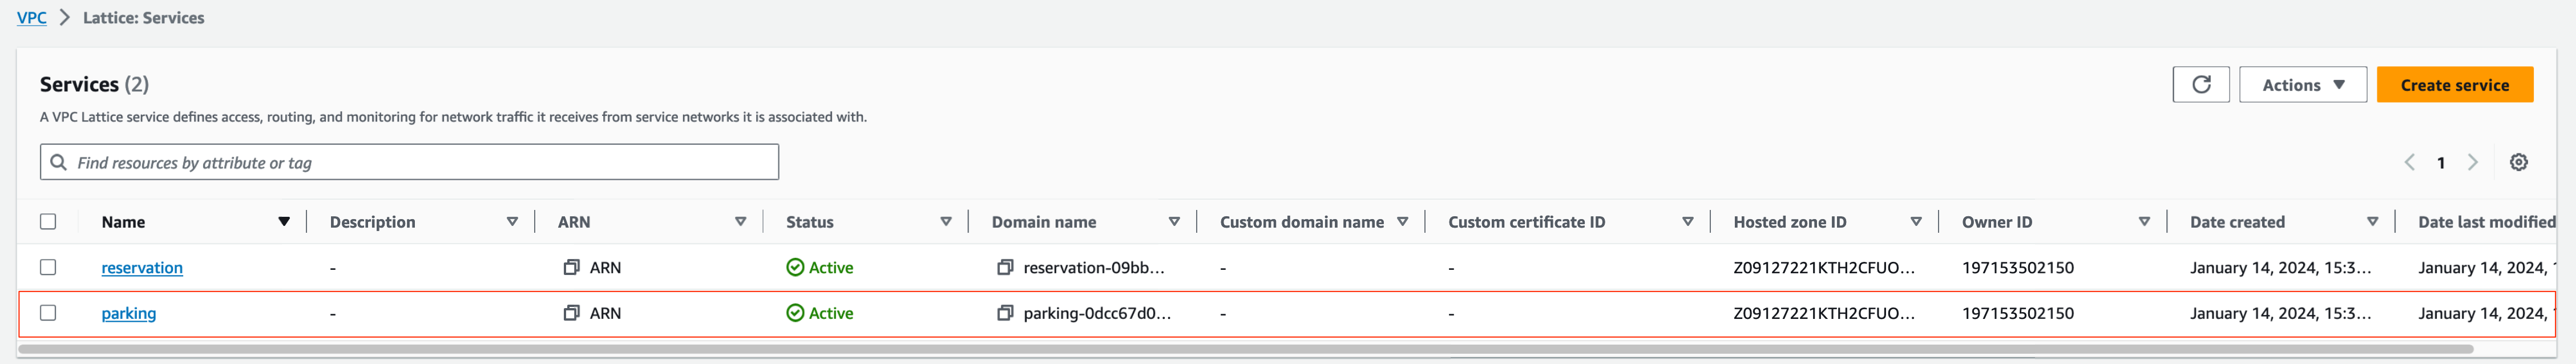 VPC > Lattice: Services
Services (2)
Actions
Create service
A VPC Lattice service defines access, routing, and monitoring for network traffic it receives from service networks it is associated with.
Find resources by attribute or tag
1
Name Description ARN Status Domain name Custom domain name Custom certificate ID Hosted zone ID Owner ID Date created Date last modified
reservation - ARN Active reservation-09bb... - - Z09127221KTH2CFUO... 197153502150 January 14, 2024, 15:3... January 14, 2024,
parking - ARN Active parking-0dcc67d0... - - Z09127221KTH2CFUO... 197153502150 January 14, 2024, 15:3... January 14, 2024,